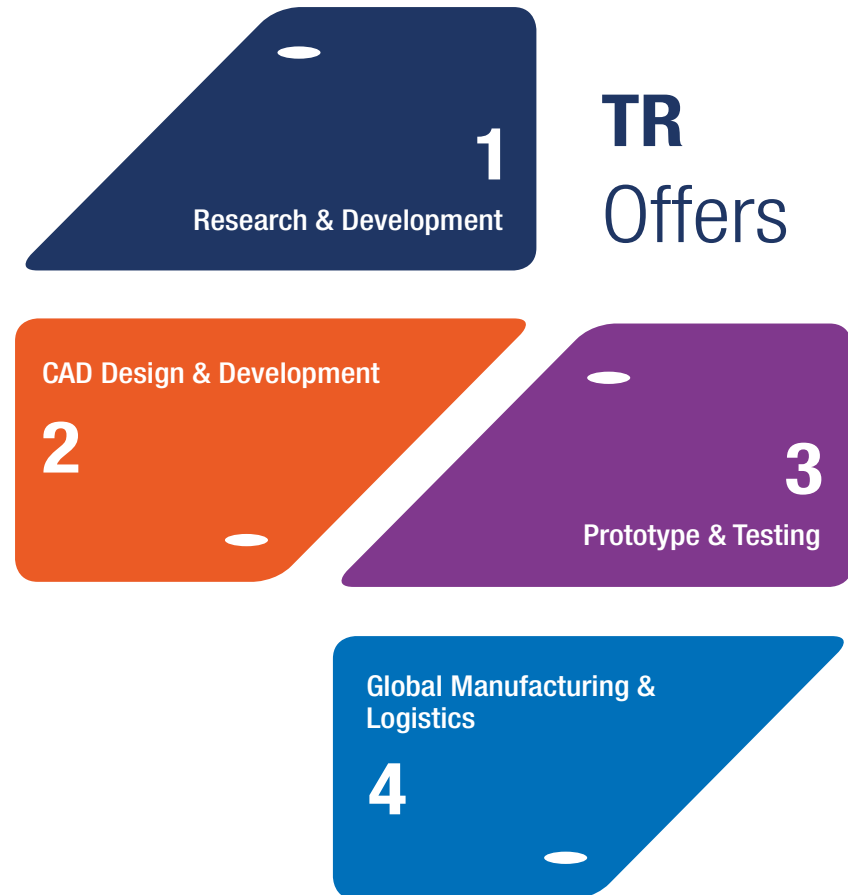 TR
Offers
1
Research & Development
CAD Design & Development
2
3
Prototype & Testing
Global Manufacturing &
Logistics
4